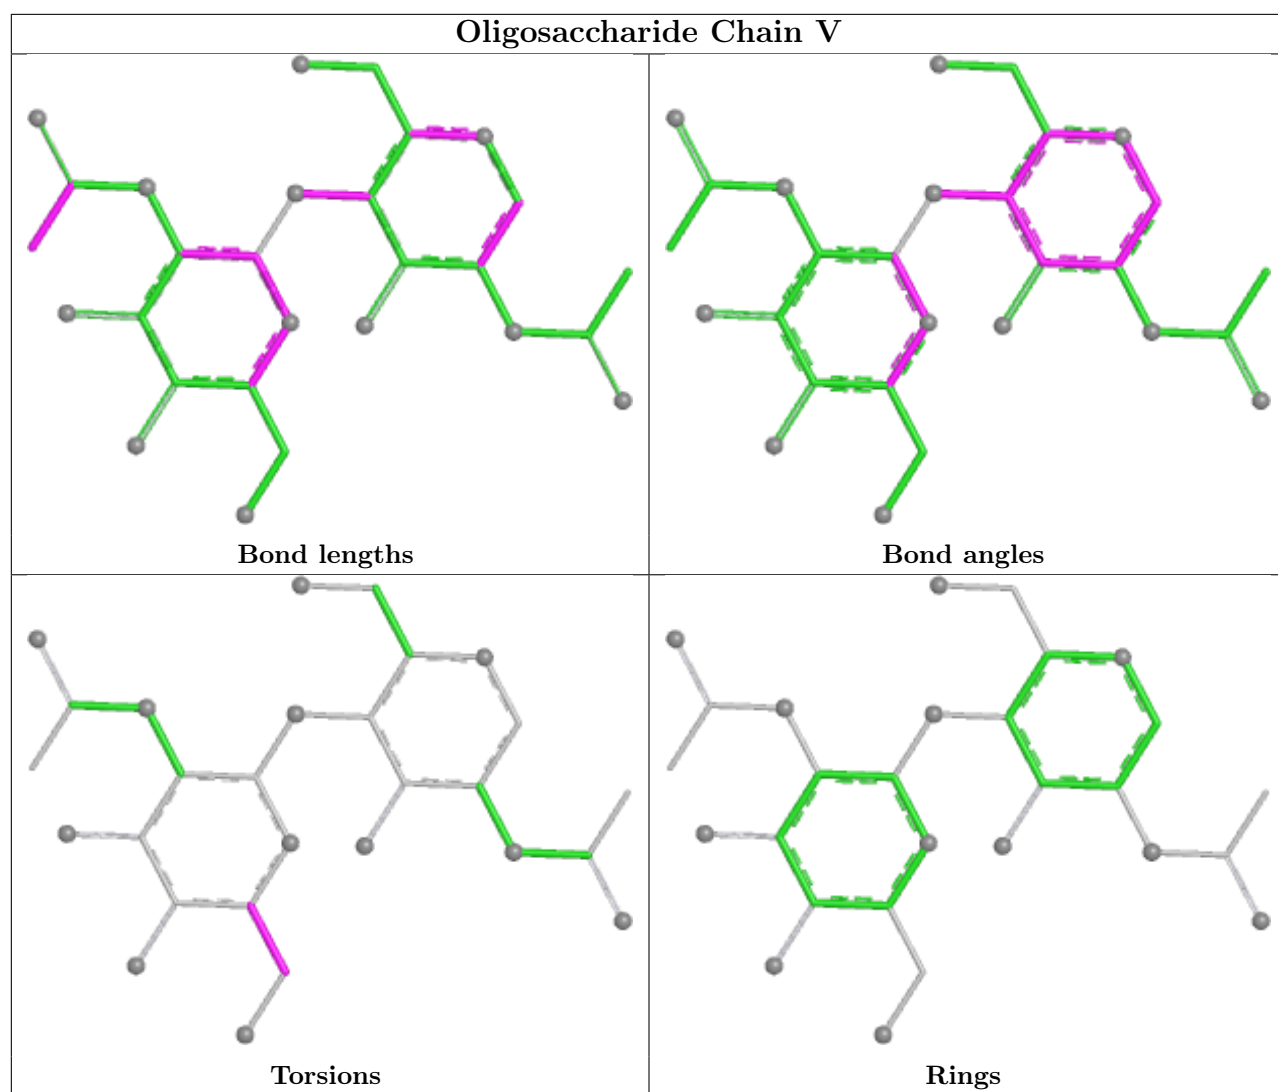 Oligosaccharide Chain V
Bond lengths
Bond angles
Torsions
Rings